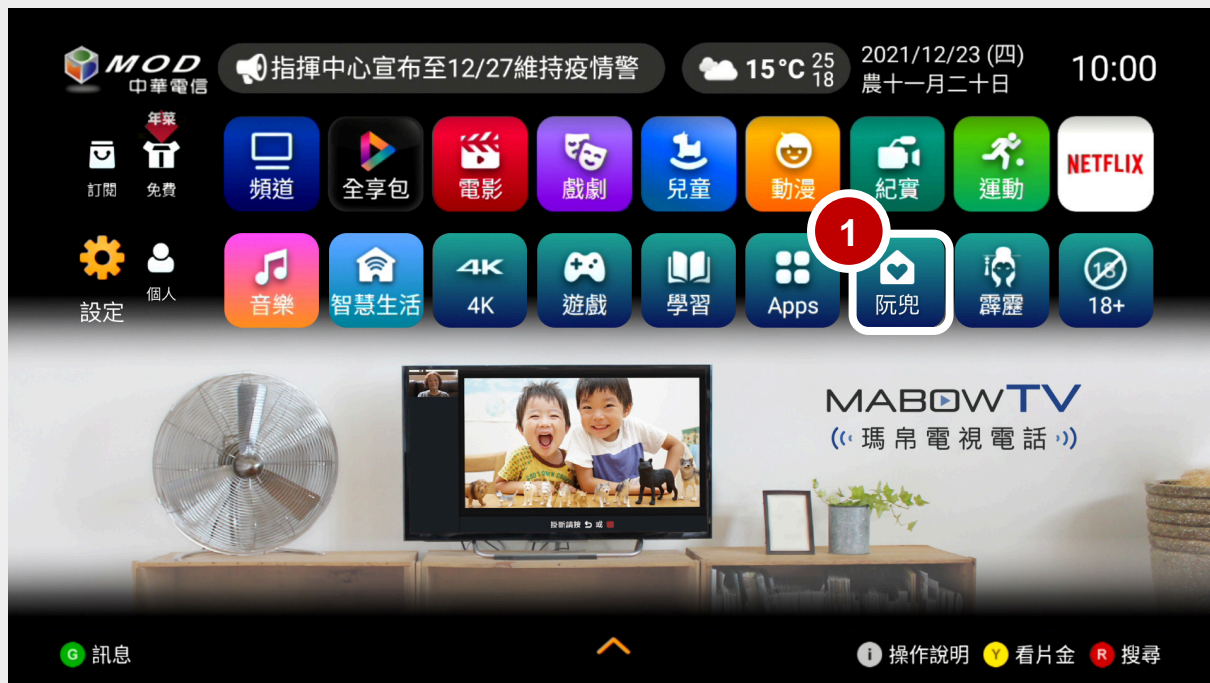 MOD
中華電信
指揮中心宣布至12/27維持疫情警
15°C 25
18
2021/12/23 (四)
農十一月二十日
10:00
年菜
訂閱
免費
頻道
全享包
電影
戲劇
兒童
動漫
紀實
運動
NETFLIX
1
設定
個人
音樂
智慧生活
4K
4K
遊戲
學習
Apps
阮兜
霹靂
18
18+
MABOWTV
瑪帛電視電話
掛斷請按 或
G 訊息
i 操作說明
Y 看片金
R 搜尋